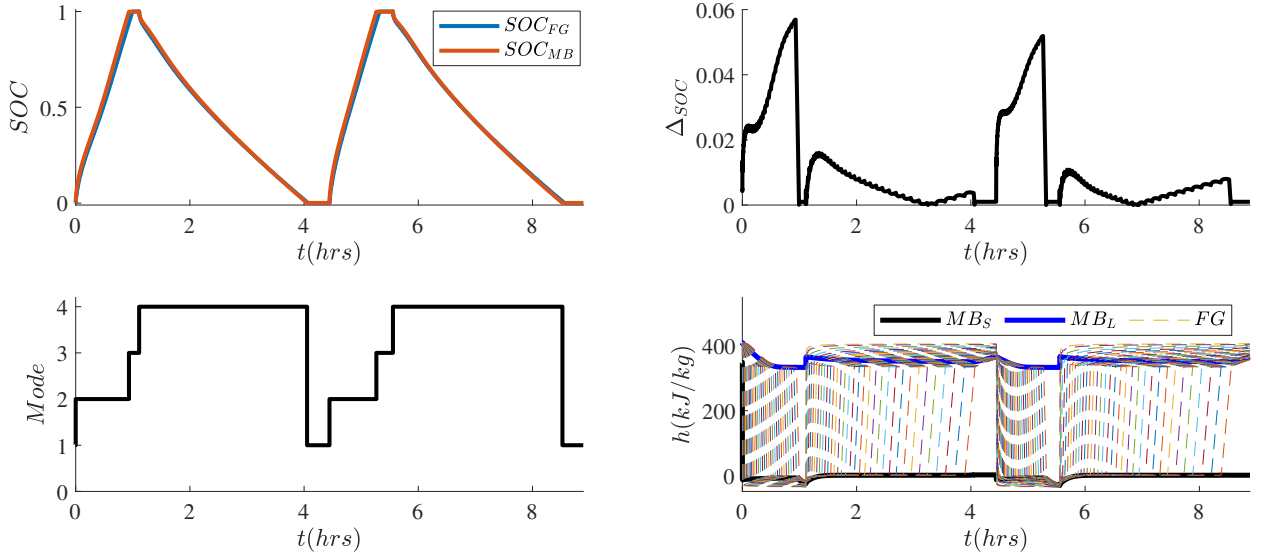 1
0.5
0
SOC
SOC_FG
SOC_MB
0 2 4 6 8
t(hrs)
0.06
0.04
0.02
0
Δ_SOC
0 2 4 6 8
t(hrs)
4
3
2
1
0
Mode
0 2 4 6 8
t(hrs)
MB_S MB_L FG
400
200
0
h(kJ/kg)
0 2 4 6 8
t(hrs)